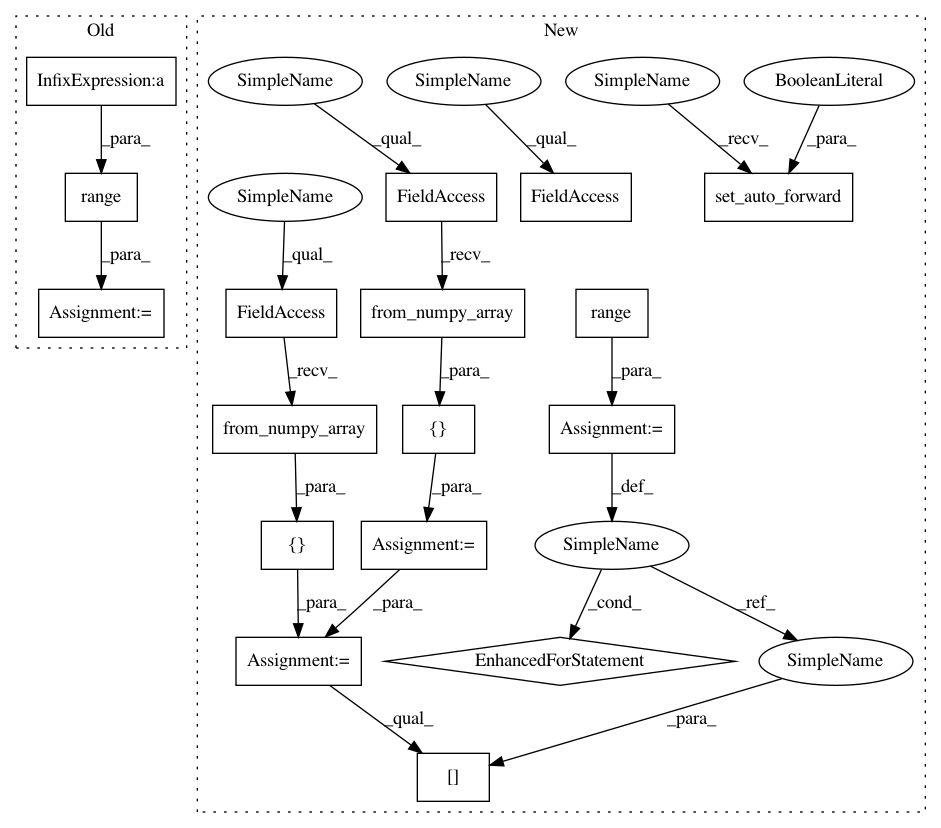 Old
New
InfixExpression:a
SimpleName
SimpleName
SimpleName
BooleanLiteral
_para_
_qual_
_qual_
_recv_
_para_
range
SimpleName
FieldAccess
FieldAccess
set_auto_forward
_para_
_qual_
_recv_
Assignment:=
FieldAccess
from_numpy_array
range
_recv_
_para_
_para_
from_numpy_array
{}
Assignment:=
_para_
_para_
_def_
{}
Assignment:=
SimpleName
_para_
_para_
_cond_
_ref_
Assignment:=
EnhancedForStatement
SimpleName
_qual_
_para_
[]